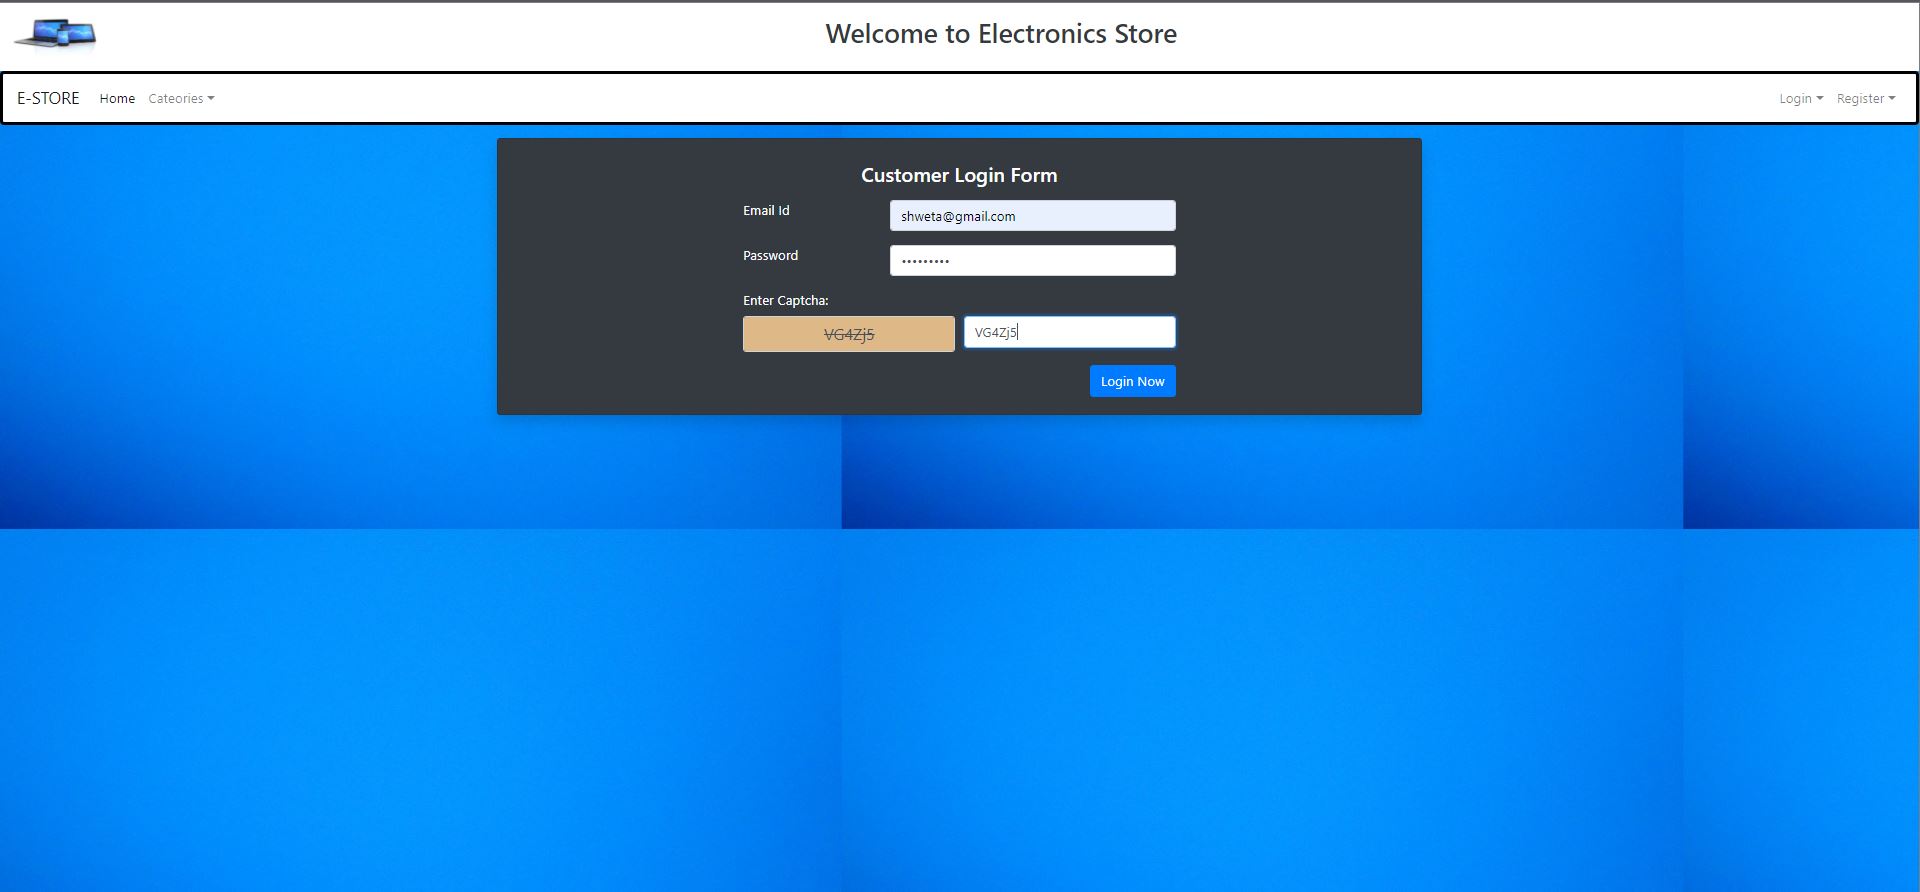 Welcome to Electronics Store
E-STORE Home Cateories Login Register
Customer Login Form
Email Id shweta@gmail.com
Password •••••••••
Enter Captcha:
VG4Zj5 VG4Zj5
Login Now